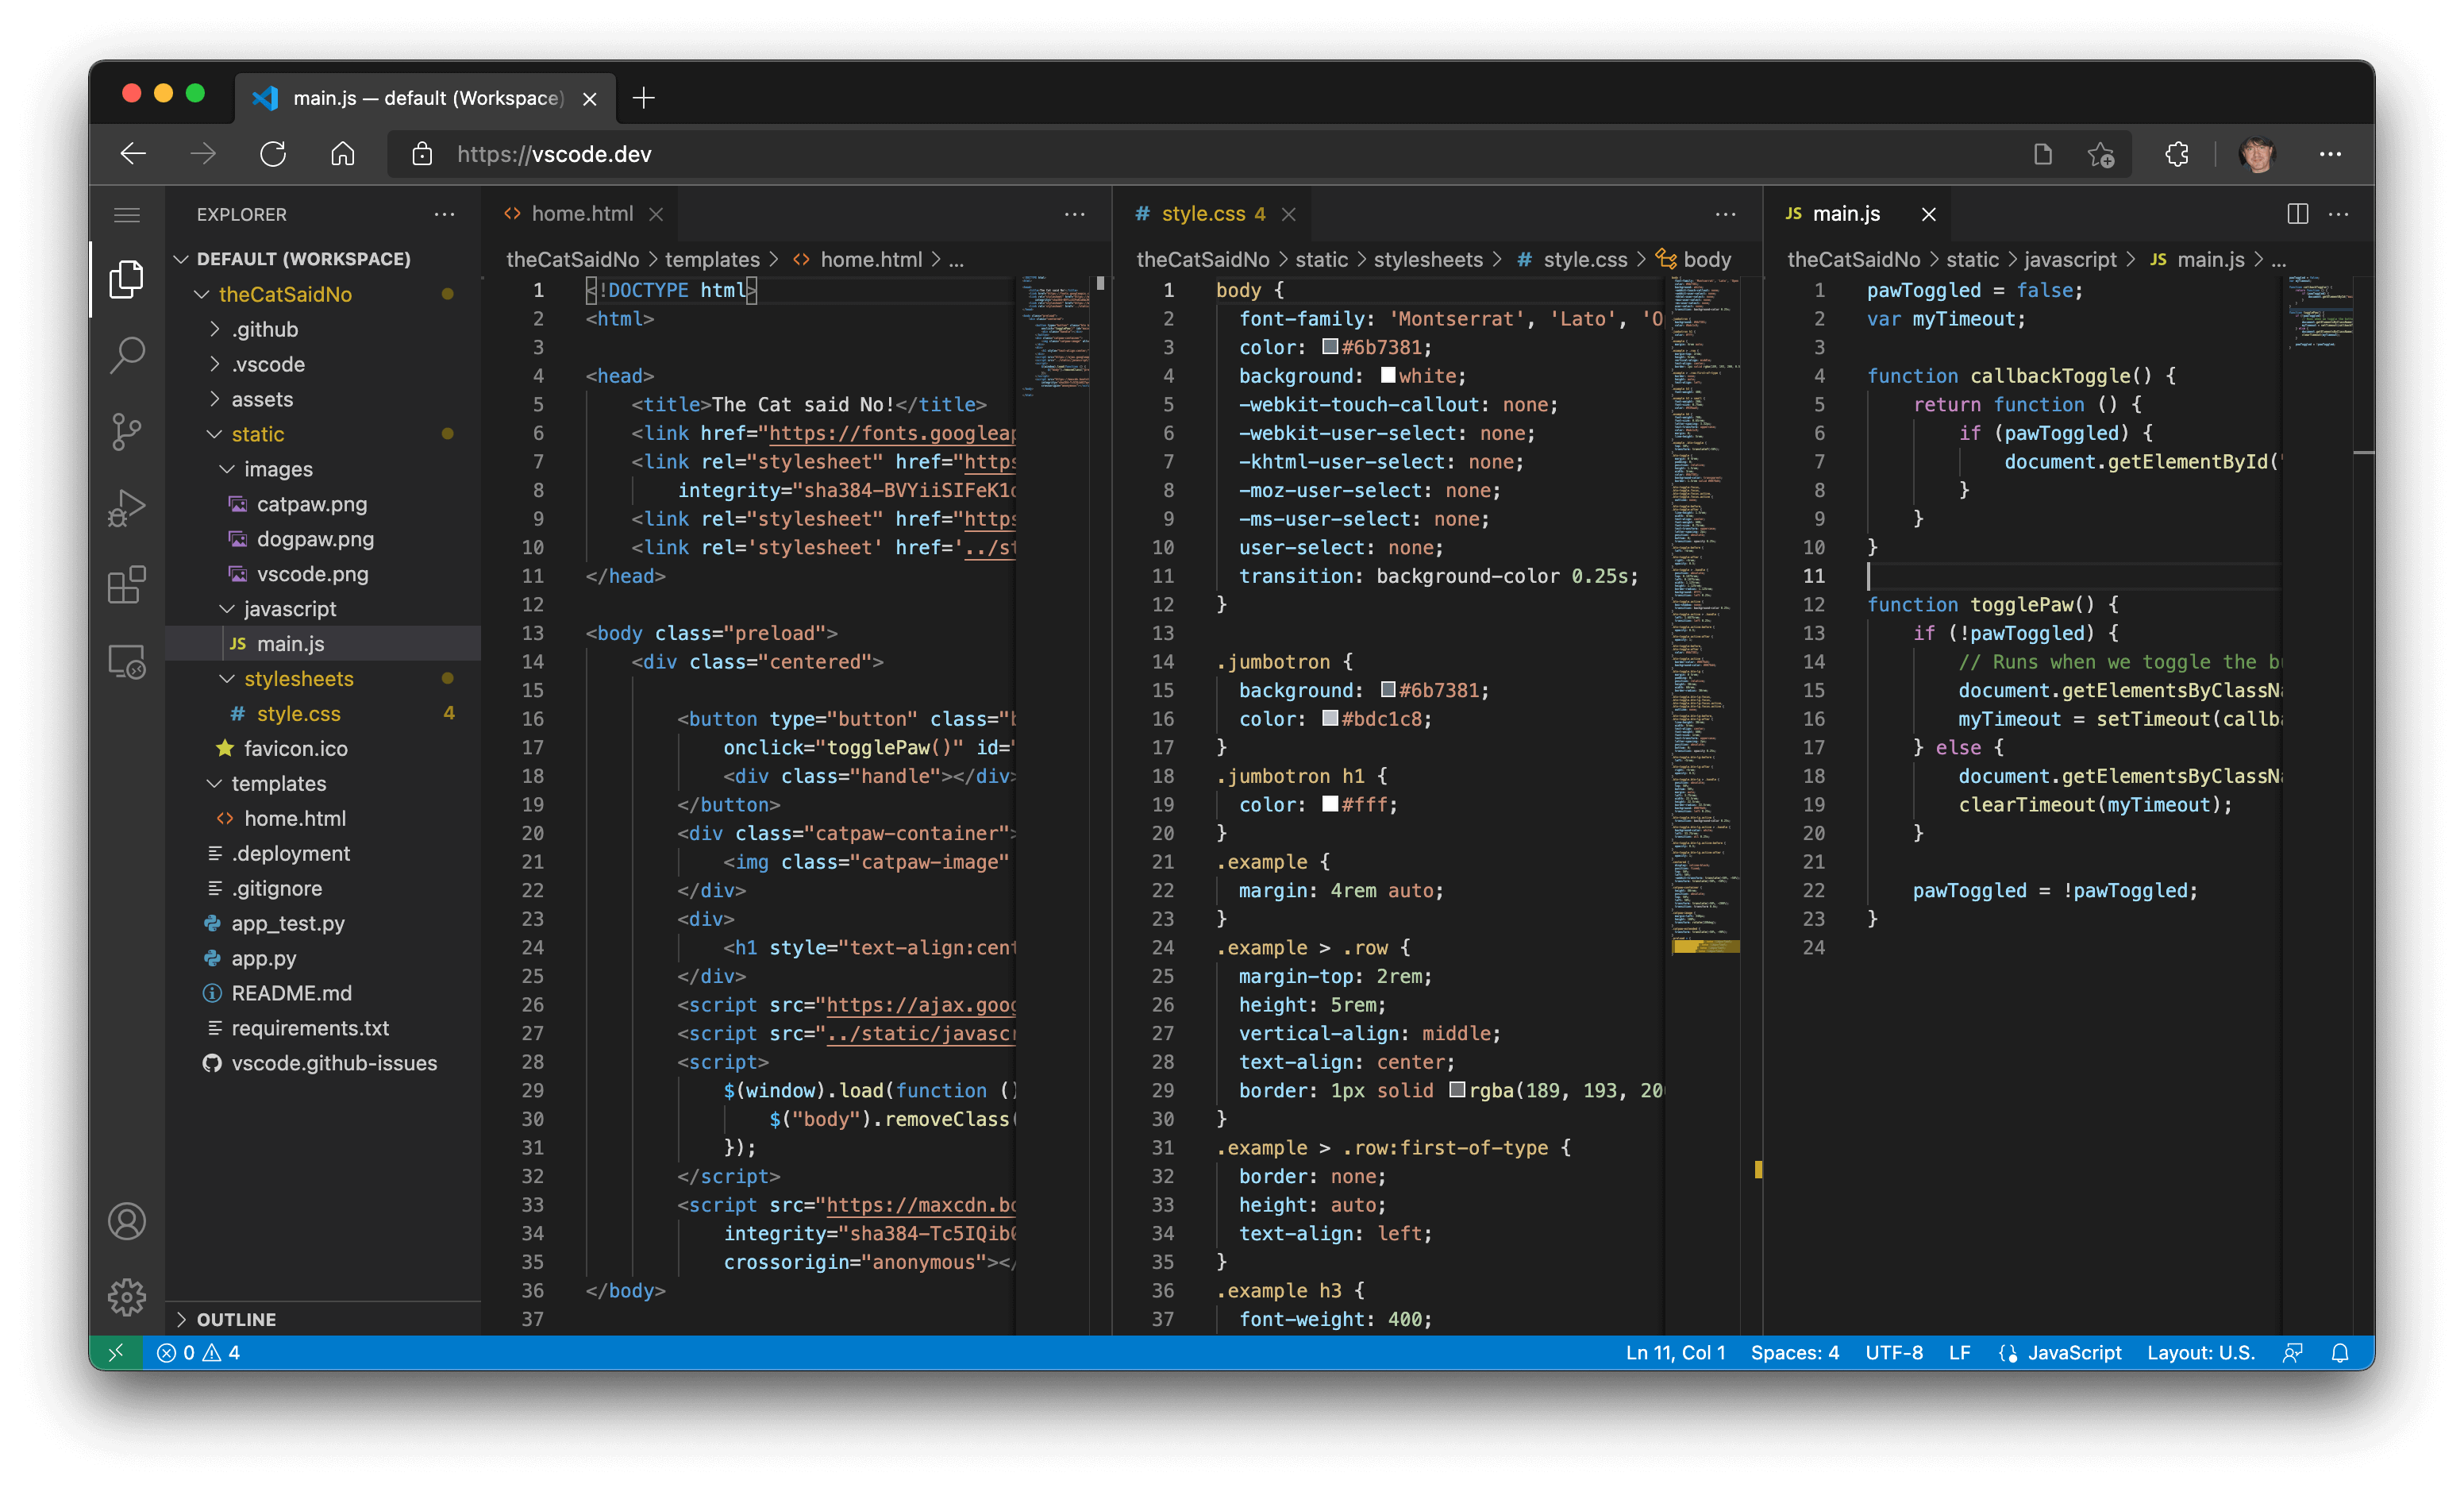 main.js — default (Workspace)
https://vscode.dev
EXPLORER
DEFAULT (WORKSPACE)
theCatSaidNo
.github
.vscode
assets
static
images
catpaw.png
dogpaw.png
vscode.png
javascript
JS main.js
stylesheets
# style.css 4
favicon.ico
templates
<> home.html
.deployment
.gitignore
app_test.py
app.py
README.md
requirements.txt
vscode.github-issues
OUTLINE
<> home.html
theCatSaidNo > templates > <> home.html > ...
1 <!DOCTYPE html>
2 <html>
3
4 <head>
5 <title>The Cat said No!</title>
6 <link href="https://fonts.googleap
7 <link rel="stylesheet" href="https
8 integrity="sha384-BVYiiSIFeK1
9 <link rel="stylesheet" href="https
10 <link rel='stylesheet' href='../st
11 </head>
12
13 <body class="preload">
14 <div class="centered">
15
16 <button type="button" class="b
17 onclick="togglePaw()" id="
18 <div class="handle"></div>
19 </button>
20 <div class="catpaw-container">
21 <img class="catpaw-image"
22 </div>
23 <div>
24 <h1 style="text-align:cent
25 </div>
26 <script src="https://ajax.goog
27 <script src="../static/javascr
28 <script>
29 $(window).load(function ()
30 $("body").removeClass(
31 });
32 </script>
33 <script src="https://maxcdn.bo
34 integrity="sha384-Tc5IQib0
35 crossorigin="anonymous"></
36 </body>
37
# style.css 4
theCatSaidNo > static > stylesheets > # style.css > body
1 body {
2 font-family: 'Montserrat', 'Lato', 'O
3 color: #6b7381;
4 background: white;
5 -webkit-touch-callout: none;
6 -webkit-user-select: none;
7 -khtml-user-select: none;
8 -moz-user-select: none;
9 -ms-user-select: none;
10 user-select: none;
11 transition: background-color 0.25s;
12 }
13
14 .jumbotron {
15 background: #6b7381;
16 color: #bdc1c8;
17 }
18 .jumbotron h1 {
19 color: #fff;
20 }
21 .example {
22 margin: 4rem auto;
23 }
24 .example > .row {
25 margin-top: 2rem;
26 height: 5rem;
27 vertical-align: middle;
28 text-align: center;
29 border: 1px solid rgba(189, 193, 200
30 }
31 .example > .row:first-of-type {
32 border: none;
33 height: auto;
34 text-align: left;
35 }
36 .example h3 {
37 font-weight: 400;
JS main.js
theCatSaidNo > static > javascript > JS main.js > ...
1 pawToggled = false;
2 var myTimeout;
3
4 function callbackToggle() {
5 return function () {
6 if (pawToggled) {
7 document.getElementById("
8 }
9 }
10 }
11
12 function togglePaw() {
13 if (!pawToggled) {
14 // Runs when we toggle the bu
15 document.getElementsByClassNa
16 myTimeout = setTimeout(callba
17 } else {
18 document.getElementsByClassNa
19 clearTimeout(myTimeout);
20 }
21
22 pawToggled = !pawToggled;
23 }
24
0 4
Ln 11, Col 1 Spaces: 4 UTF-8 LF JavaScript Layout: U.S.